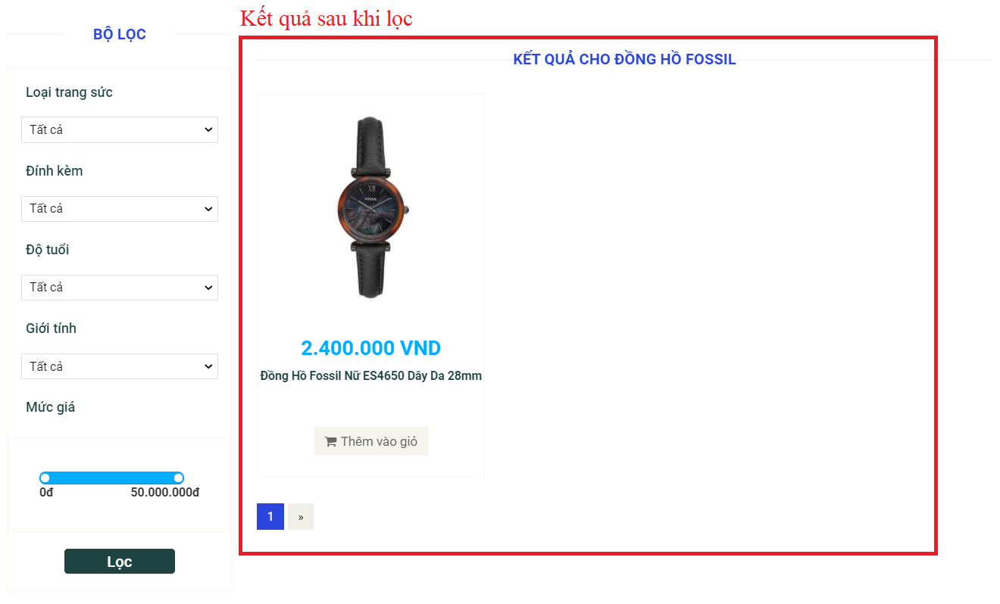 Kết quả sau khi lọc
BỘ LỌC
Loại trang sức
Tất cả
Đính kèm
Tất cả
Độ tuổi
Tất cả
Giới tính
Tất cả
Mức giá
0đ 50.000.000đ
Lọc
KẾT QUẢ CHO ĐỒNG HỒ FOSSIL
XII
FOSSIL
2.400.000 VND
Đồng Hồ Fossil Nữ ES4650 Dây Da 28mm
Thêm vào giỏ
1 »